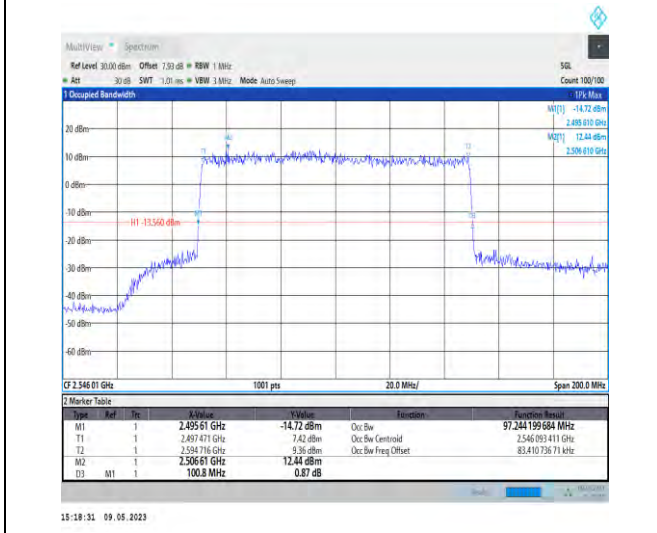 MultiView Spectrum
Ref Level 30.00 dBm Offset 7.93 dB RBW 1 MHz SGL
Att 30 dB SWT 1.01 ms VBW 3 MHz Mode Auto Sweep Count 100/100
1 Occupied Bandwidth 1Pk Max
M1[1] -14.72 dBm
2.495 610 GHz
M2[1] 12.44 dBm
2.506 610 GHz
20 dBm
M2
T1
T2
10 dBm
0 dBm
-10 dBm
M1
D3
H1 -13.560 dBm
-20 dBm
-30 dBm
-40 dBm
-50 dBm
-60 dBm
CF 2.546 01 GHz 1001 pts 20.0 MHz/ Span 200.0 MHz
2 Marker Table
Type Ref Trc X-Value Y-Value Function Function Result
M1 1 2.495 61 GHz -14.72 dBm Occ Bw 97.244 199 684 MHz
T1 1 2.497 471 GHz 7.42 dBm Occ Bw Centroid 2.546 093 411 GHz
T2 1 2.594 716 GHz 9.36 dBm Occ Bw Freq Offset 83.410 736 71 kHz
M2 1 2.506 61 GHz 12.44 dBm
D3 M1 1 100.8 MHz 0.87 dB
Ready
15:18:31 09.05.2023